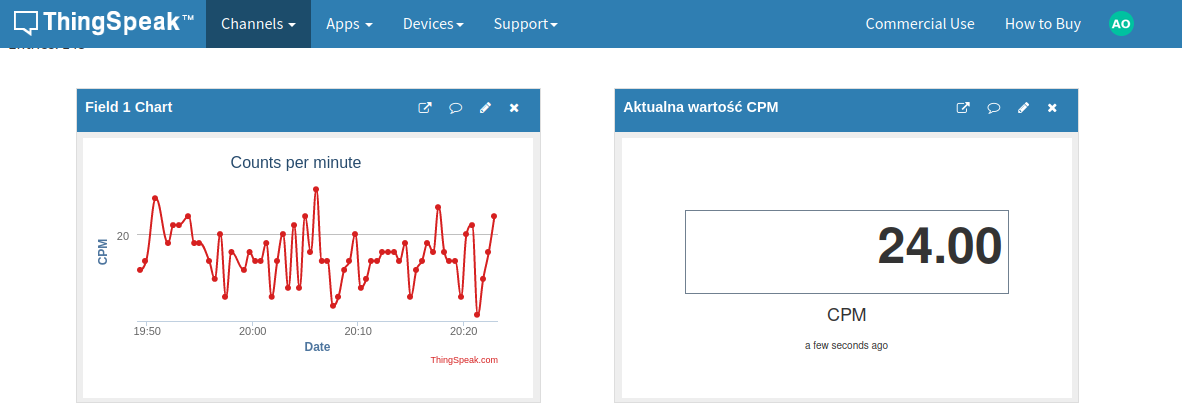 ThingSpeak™ Channels Apps Devices Support Commercial Use How to Buy AO
Field 1 Chart
Counts per minute
CPM
20
19:50 20:00 20:10 20:20
Date
ThingSpeak.com
Aktualna wartość CPM
24.00
CPM
a few seconds ago